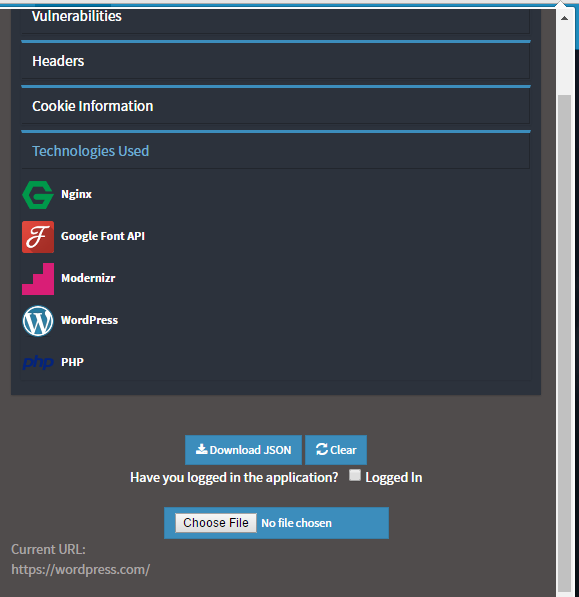 Vulnerabilities
Headers
Cookie Information
Technologies Used
Nginx
Google Font API
Modernizr
WordPress
php PHP
Download JSON Clear
Have you logged in the application? Logged In
Choose File No file chosen
Current URL:
https://wordpress.com/